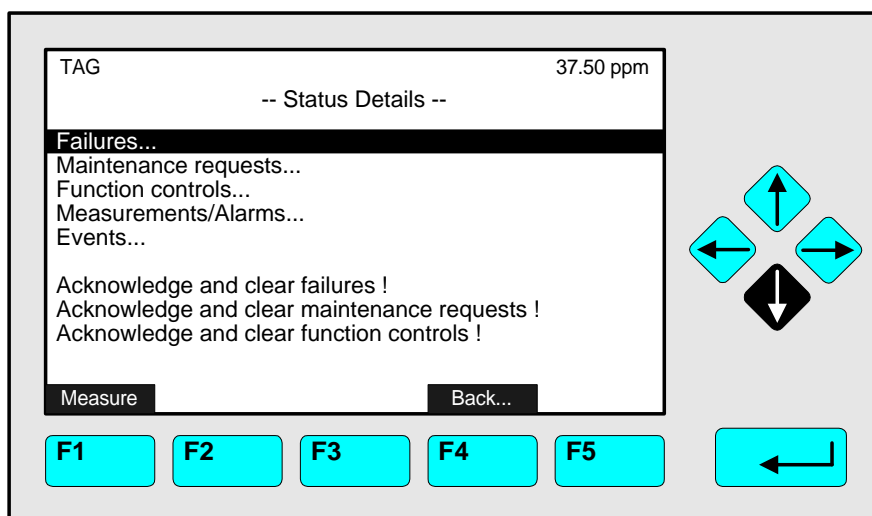 TAG 37.50 ppm
-- Status Details --
Failures...
Maintenance requests...
Function controls...
Measurements/Alarms...
Events...
Acknowledge and clear failures !
Acknowledge and clear maintenance requests !
Acknowledge and clear function controls !
Measure Back...
F1 F2 F3 F4 F5